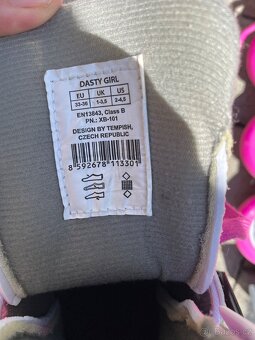 DASTY GIRL
EU UK US
33-36 1-3,5 2-4,5
EN13843, Class B
PN.: XB-101
DESIGN BY TEMPISH,
CZECH REPUBLIC
8 592678 113301